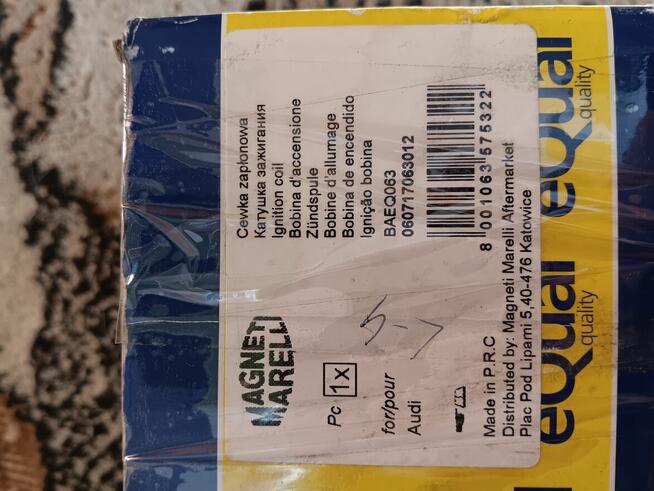 MAGNETI
MARELLI
Cewka zapłonowa
Катушка зажигания
Ignition coil
Bobina d'accensione
Zündspule
Bobine d'allumage
Bobina de encendido
Ignição bobina
BAEQ063
060717063012
8 001063 575322
Pc 1x
for/pour
Audi
5-7
Made in P.R.C
Distributed by: Magneti Marelli Aftermarket
Plac Pod Lipami 5,40-476 Katowice
eQual eQual
quality quality